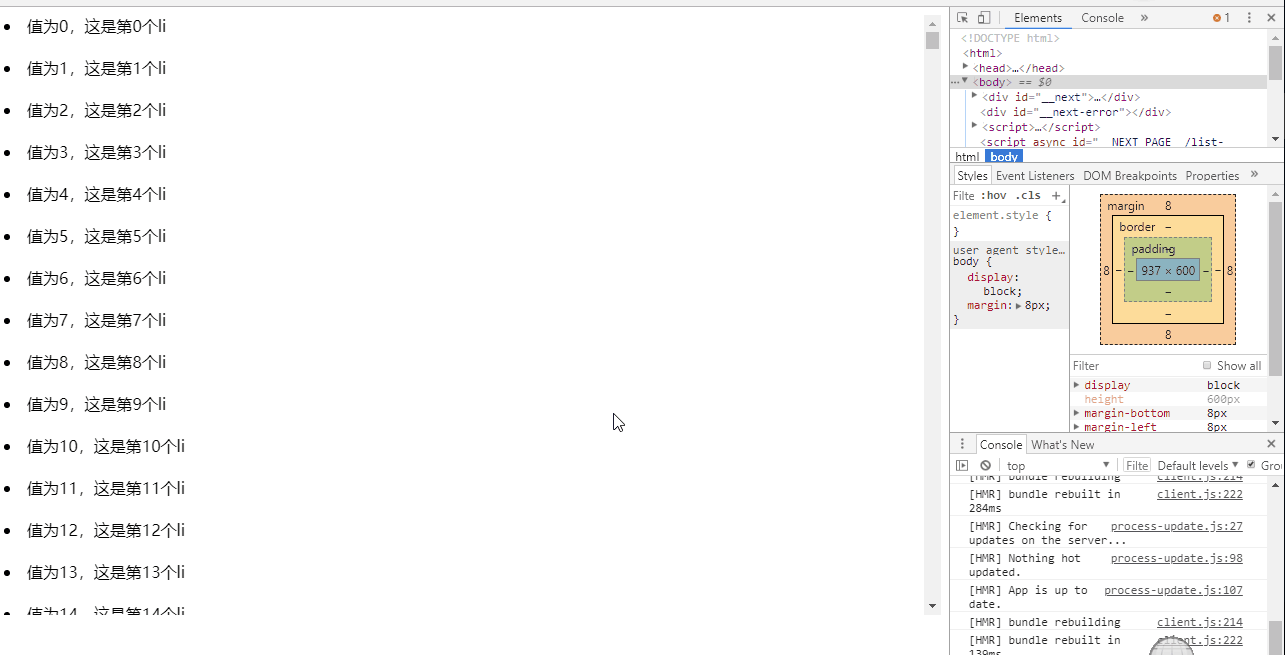 值为0，这是第0个li
值为1，这是第1个li
值为2，这是第2个li
值为3，这是第3个li
值为4，这是第4个li
值为5，这是第5个li
值为6，这是第6个li
值为7，这是第7个li
值为8，这是第8个li
值为9，这是第9个li
值为10，这是第10个li
值为11，这是第11个li
值为12，这是第12个li
值为13，这是第13个li
值为14，这是第14个li
Elements Console » 1
<!DOCTYPE html>
<html>
<head>…</head>
<body> == $0
<div id="__next">…</div>
<div id="__next-error"></div>
<script>…</script>
<script async id="__NEXT_PAGE__/list-
html body
Styles Event Listeners DOM Breakpoints Properties »
Filte :hov .cls +
element.style {
}
user agent style…
body {
display:
block;
margin: 8px;
}
margin 8
border –
padding –
8 – – 937 × 600 – – 8
–
–
8
Filter Show all
display block
height 600px
margin-bottom 8px
margin-left 8px
Console What's New
top Filte Default levels Grou
[HMR] bundle rebuilding client.js:214
[HMR] bundle rebuilt in client.js:222
284ms
[HMR] Checking for process-update.js:27
updates on the server...
[HMR] Nothing hot process-update.js:98
updated.
[HMR] App is up to process-update.js:107
date.
[HMR] bundle rebuilding client.js:214
[HMR] bundle rebuilt in client.js:222
139ms